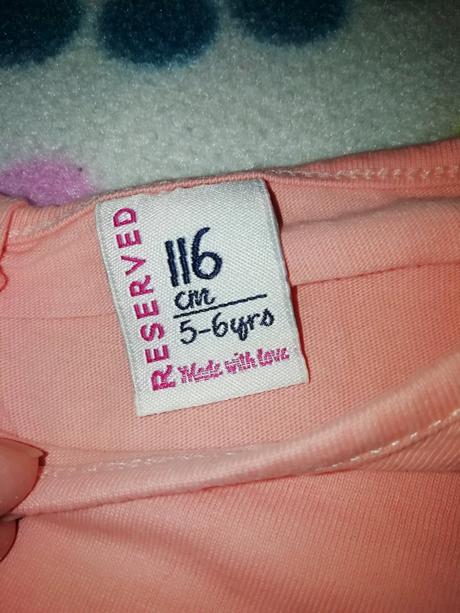 RESERVED
116
cm
5-6yrs
Made with love